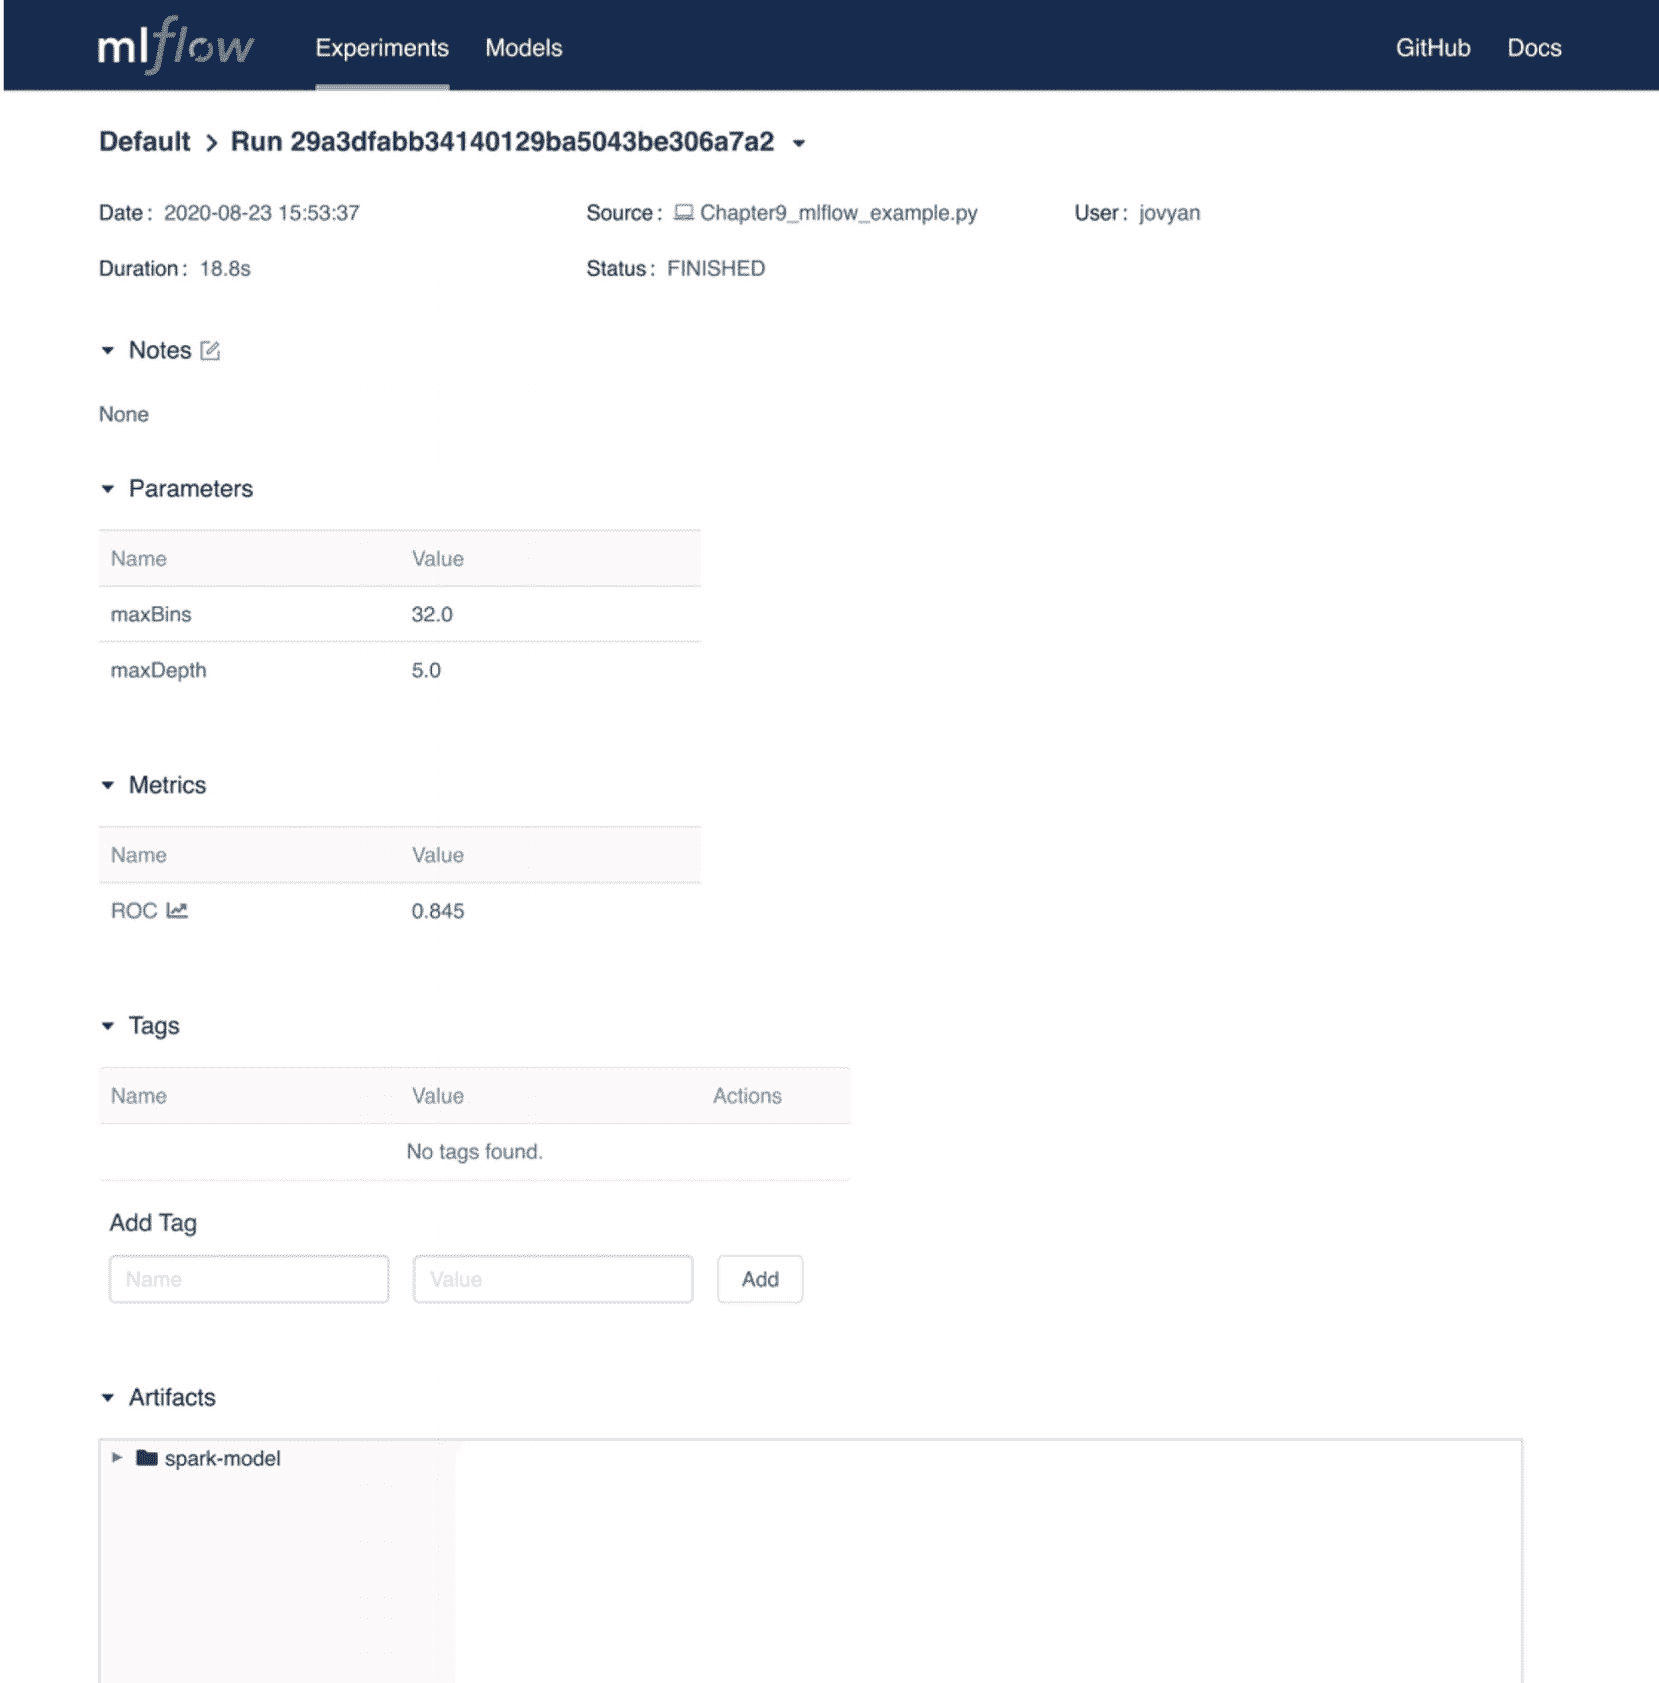 mlflow Experiments Models GitHub Docs
Default > Run 29a3dfabb34140129ba5043be306a7a2
Date: 2020-08-23 15:53:37 Source: Chapter9_mlflow_example.py User: jovyan
Duration: 18.8s Status: FINISHED
Notes
None
Parameters
Name Value
maxBins 32.0
maxDepth 5.0
Metrics
Name Value
ROC 0.845
Tags
Name Value Actions
No tags found.
Add Tag
Name Value Add
Artifacts
spark-model